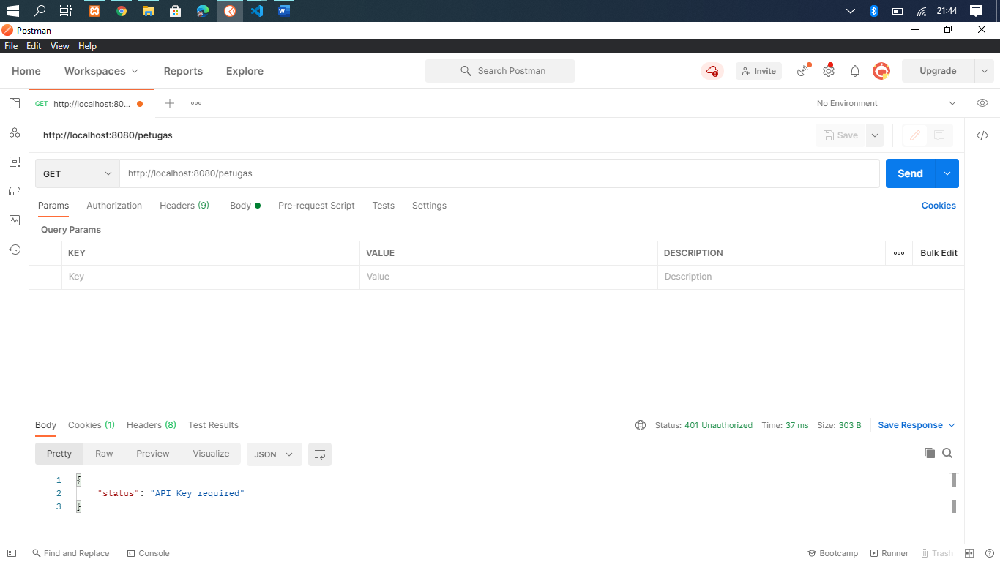 21:44
Postman
File Edit View Help
Home Workspaces Reports Explore Search Postman Invite Upgrade
GET http://localhost:80... No Environment
http://localhost:8080/petugas Save
GET http://localhost:8080/petugas Send
Params Authorization Headers (9) Body Pre-request Script Tests Settings Cookies
Query Params
KEY VALUE DESCRIPTION Bulk Edit
Key Value Description
Body Cookies (1) Headers (8) Test Results Status: 401 Unauthorized Time: 37 ms Size: 303 B Save Response
Pretty Raw Preview Visualize JSON
1 {
2 "status": "API Key required"
3 }
Find and Replace Console Bootcamp Runner Trash